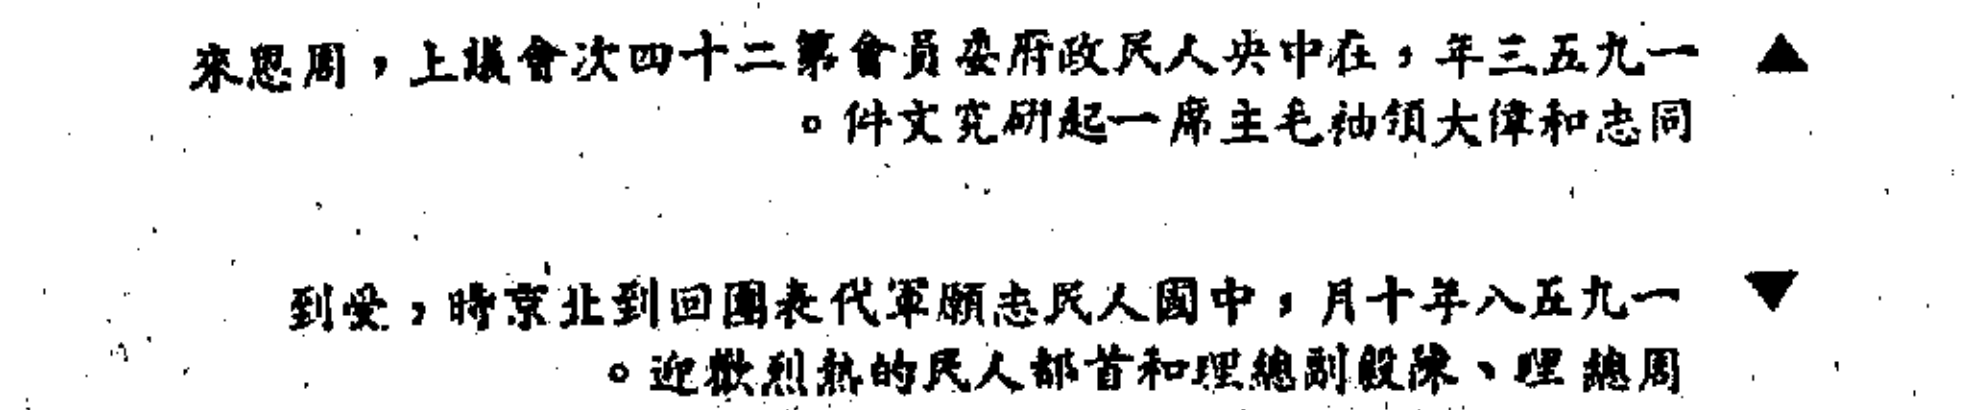 ▲ 一九五三年，在中央人民政府委員會第二十四次會議上，周恩來
同志和偉大領袖毛主席一起研究文件。
▼ 一九五八年十月，中國人民志願軍代表團回到北京時，受到
周總理、陳毅副總理和首都人民的熱烈歡迎。